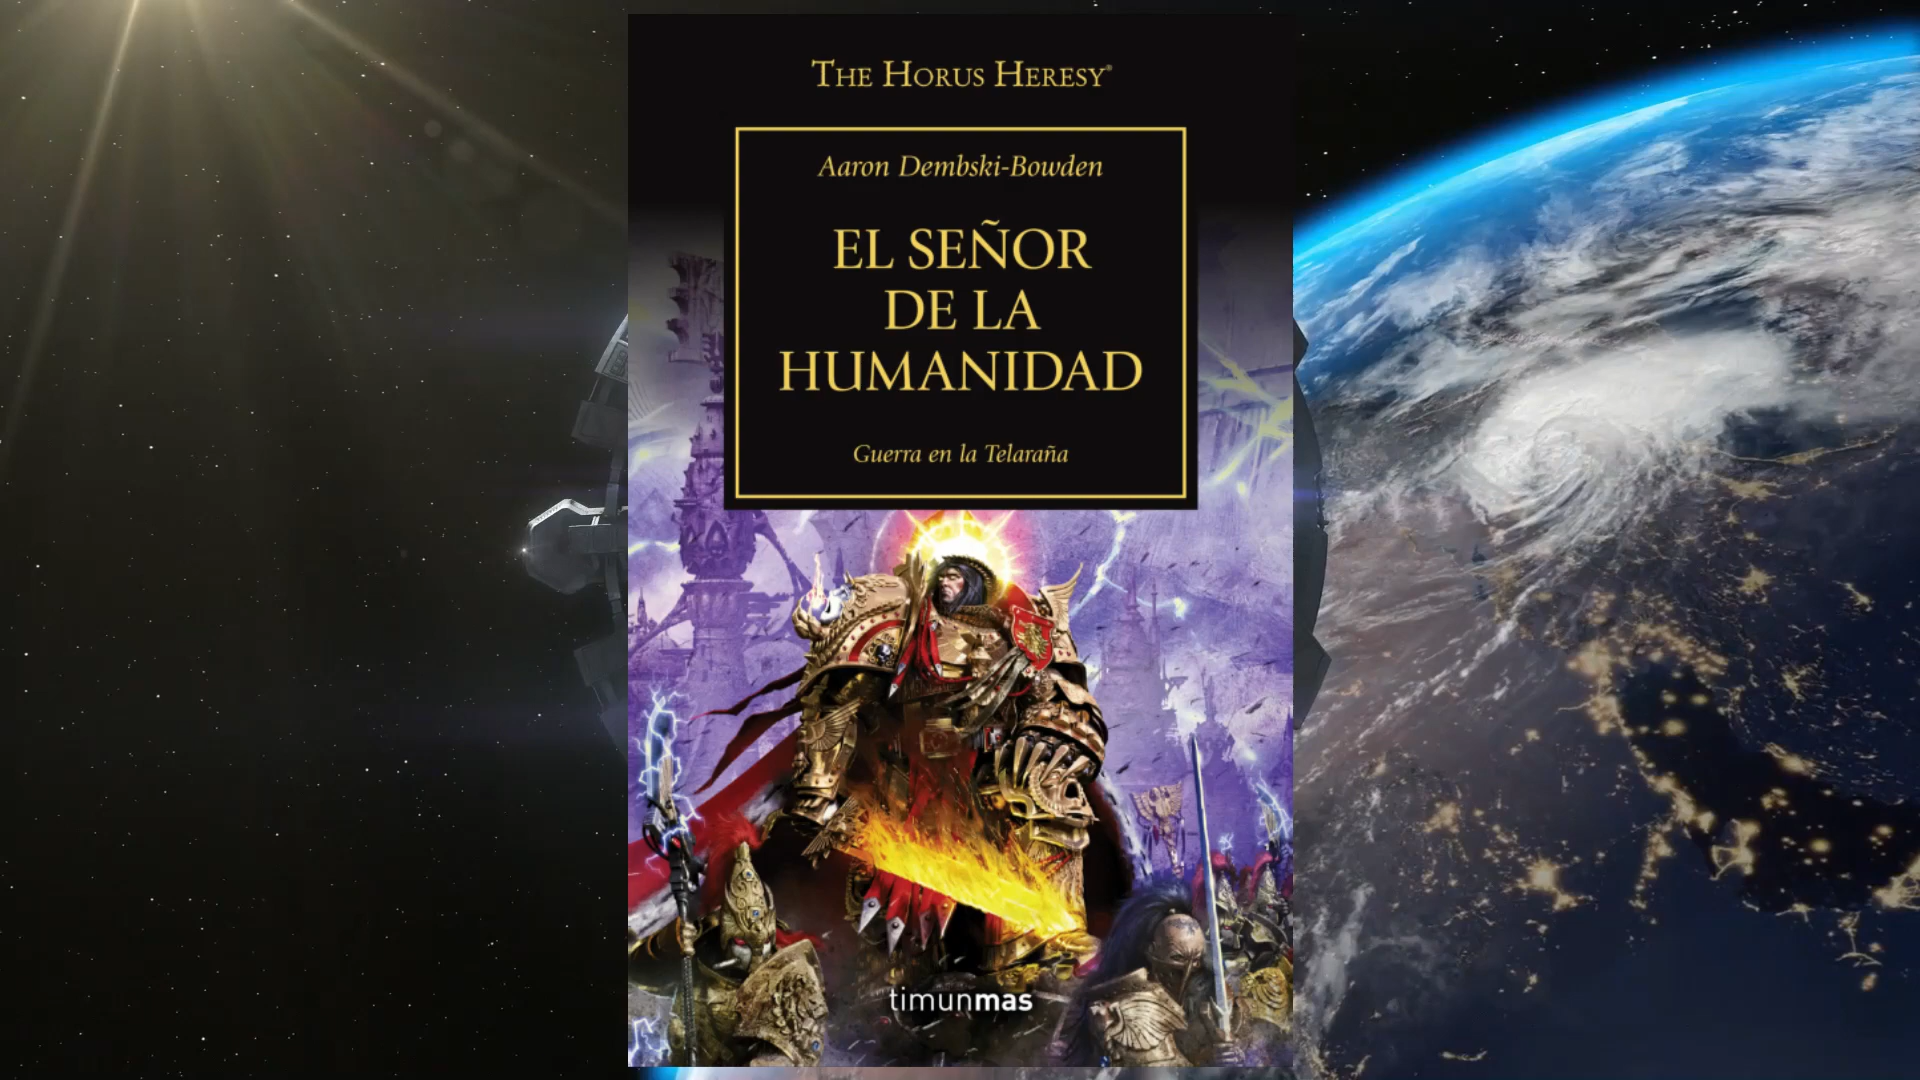 THE HORUS HERESY®
Aaron Dembski-Bowden
EL SEÑOR
DE LA
HUMANIDAD
Guerra en la Telaraña
timunmas